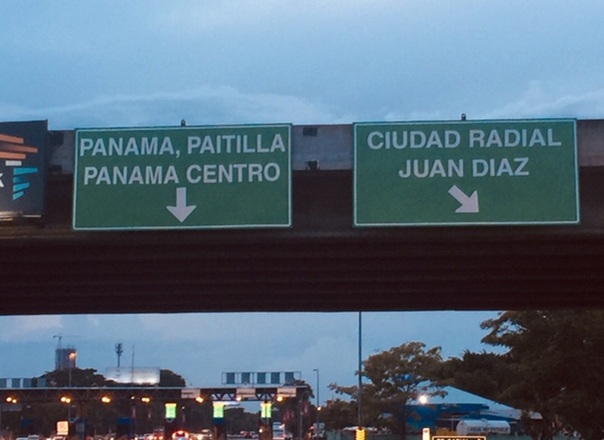 PANAMA, PAITILLA
PANAMA CENTRO
CIUDAD RADIAL
JUAN DIAZ